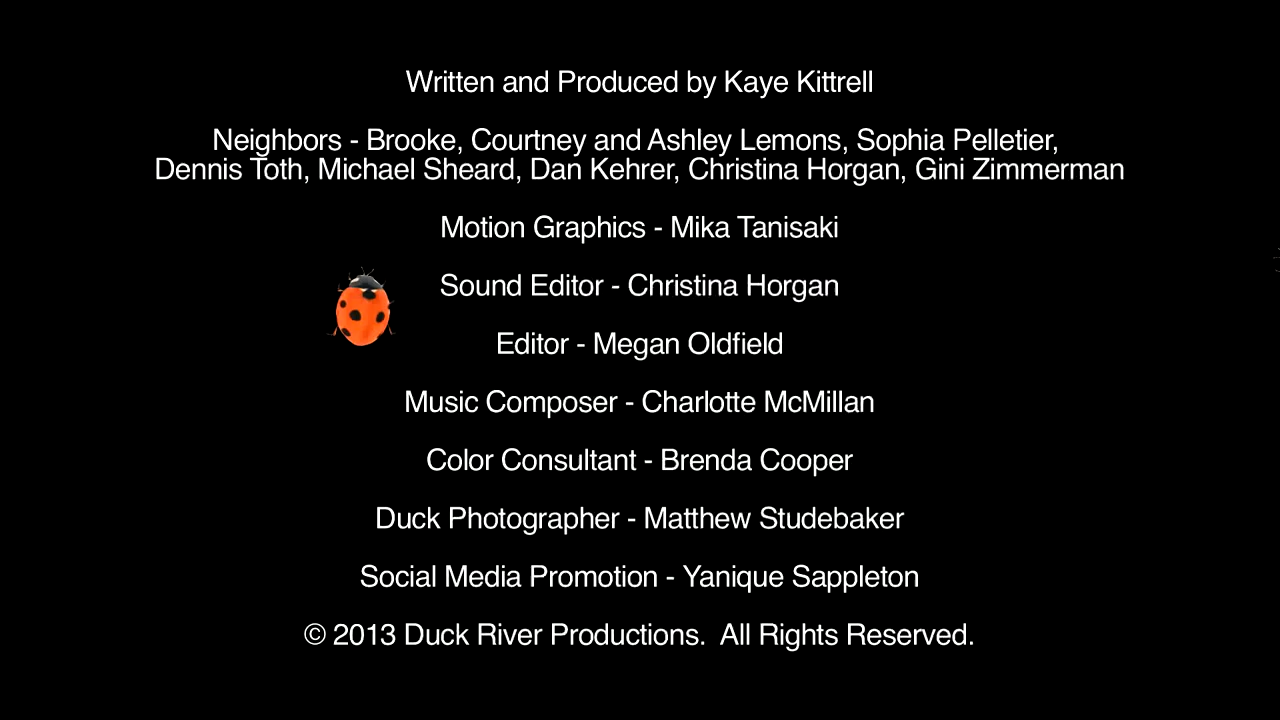 Written and Produced by Kaye Kittrell
Neighbors - Brooke, Courtney and Ashley Lemons, Sophia Pelletier,
Dennis Toth, Michael Sheard, Dan Kehrer, Christina Horgan, Gini Zimmerman
Motion Graphics - Mika Tanisaki
Sound Editor - Christina Horgan
Editor - Megan Oldfield
Music Composer - Charlotte McMillan
Color Consultant - Brenda Cooper
Duck Photographer - Matthew Studebaker
Social Media Promotion - Yanique Sappleton
© 2013 Duck River Productions.  All Rights Reserved.